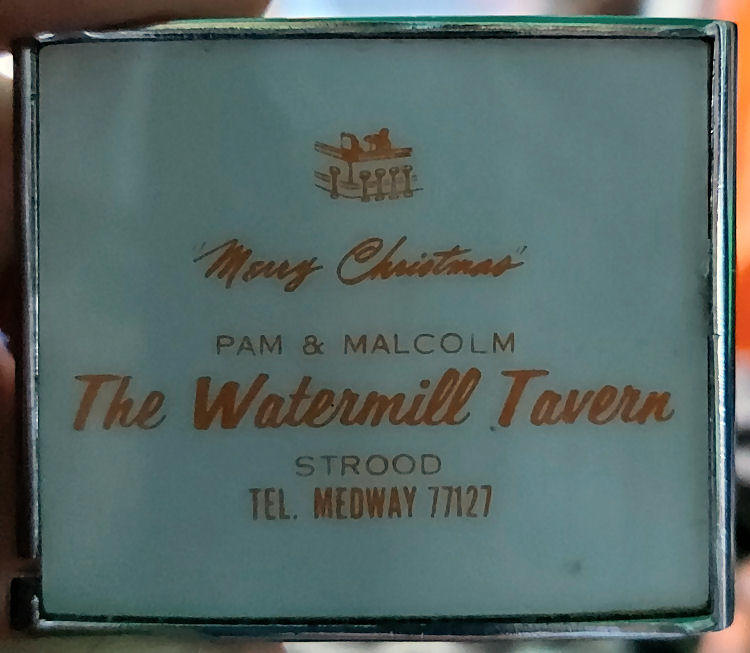 "Merry Christmas"
PAM & MALCOLM
The Watermill Tavern
STROOD
TEL. MEDWAY 77127